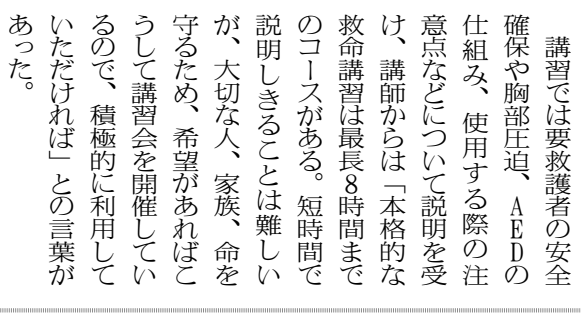 講習では要救護者の安全
確保や胸部圧迫、AEDの
仕組み、使用する際の注
意点などについて説明を受
け、講師からは「本格的な
救命講習は最長8時間まで
のコースがある。短時間で
説明しきることは難しい
が、大切な人、家族、命を
守るため、希望があればこ
うして講習会を開催してい
るので、積極的に利用して
いただければ」との言葉が
あった。